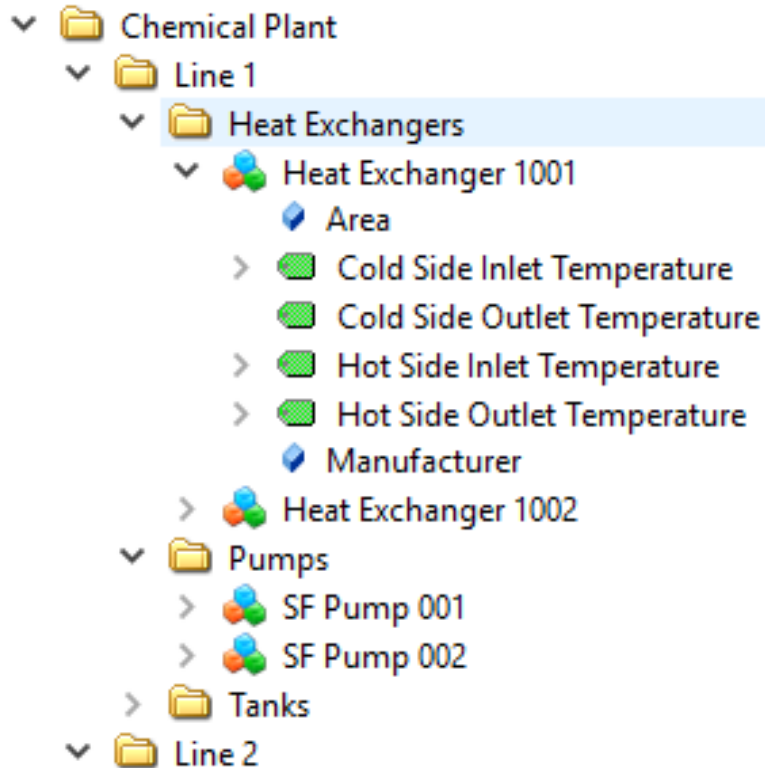 Chemical Plant
Line 1
Heat Exchangers
Heat Exchanger 1001
Area
Cold Side Inlet Temperature
Cold Side Outlet Temperature
Hot Side Inlet Temperature
Hot Side Outlet Temperature
Manufacturer
Heat Exchanger 1002
Pumps
SF Pump 001
SF Pump 002
Tanks
Line 2